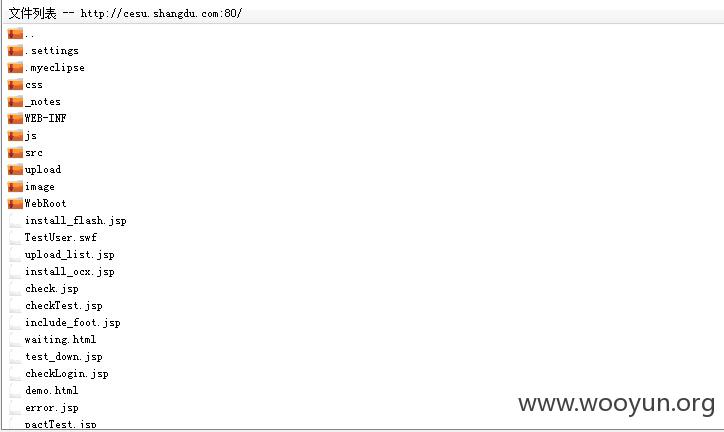 文件列表 -- http://cesu.shangdu.com:80/
..
.settings
.myeclipse
css
_notes
WEB-INF
js
src
upload
image
WebRoot
install_flash.jsp
TestUser.swf
upload_list.jsp
install_ocx.jsp
check.jsp
checkTest.jsp
include_foot.jsp
waiting.html
test_down.jsp
checkLogin.jsp
demo.html
error.jsp
pactTest.jsp
www.wooyun.org